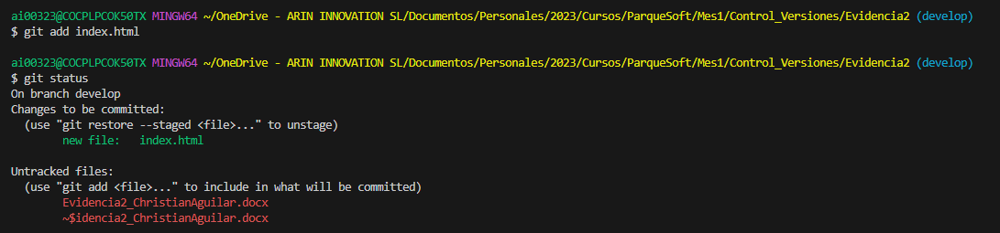 ai00323@COCPLPCOK50TX MINGW64 ~/OneDrive - ARIN INNOVATION SL/Documentos/Personales/2023/Cursos/ParqueSoft/Mes1/Control_Versiones/Evidencia2 (develop)
$ git add index.html
ai00323@COCPLPCOK50TX MINGW64 ~/OneDrive - ARIN INNOVATION SL/Documentos/Personales/2023/Cursos/ParqueSoft/Mes1/Control_Versiones/Evidencia2 (develop)
$ git status
On branch develop
Changes to be committed:
  (use "git restore --staged <file>..." to unstage)
        new file:   index.html
Untracked files:
  (use "git add <file>..." to include in what will be committed)
        Evidencia2_ChristianAguilar.docx
        ~$idencia2_ChristianAguilar.docx